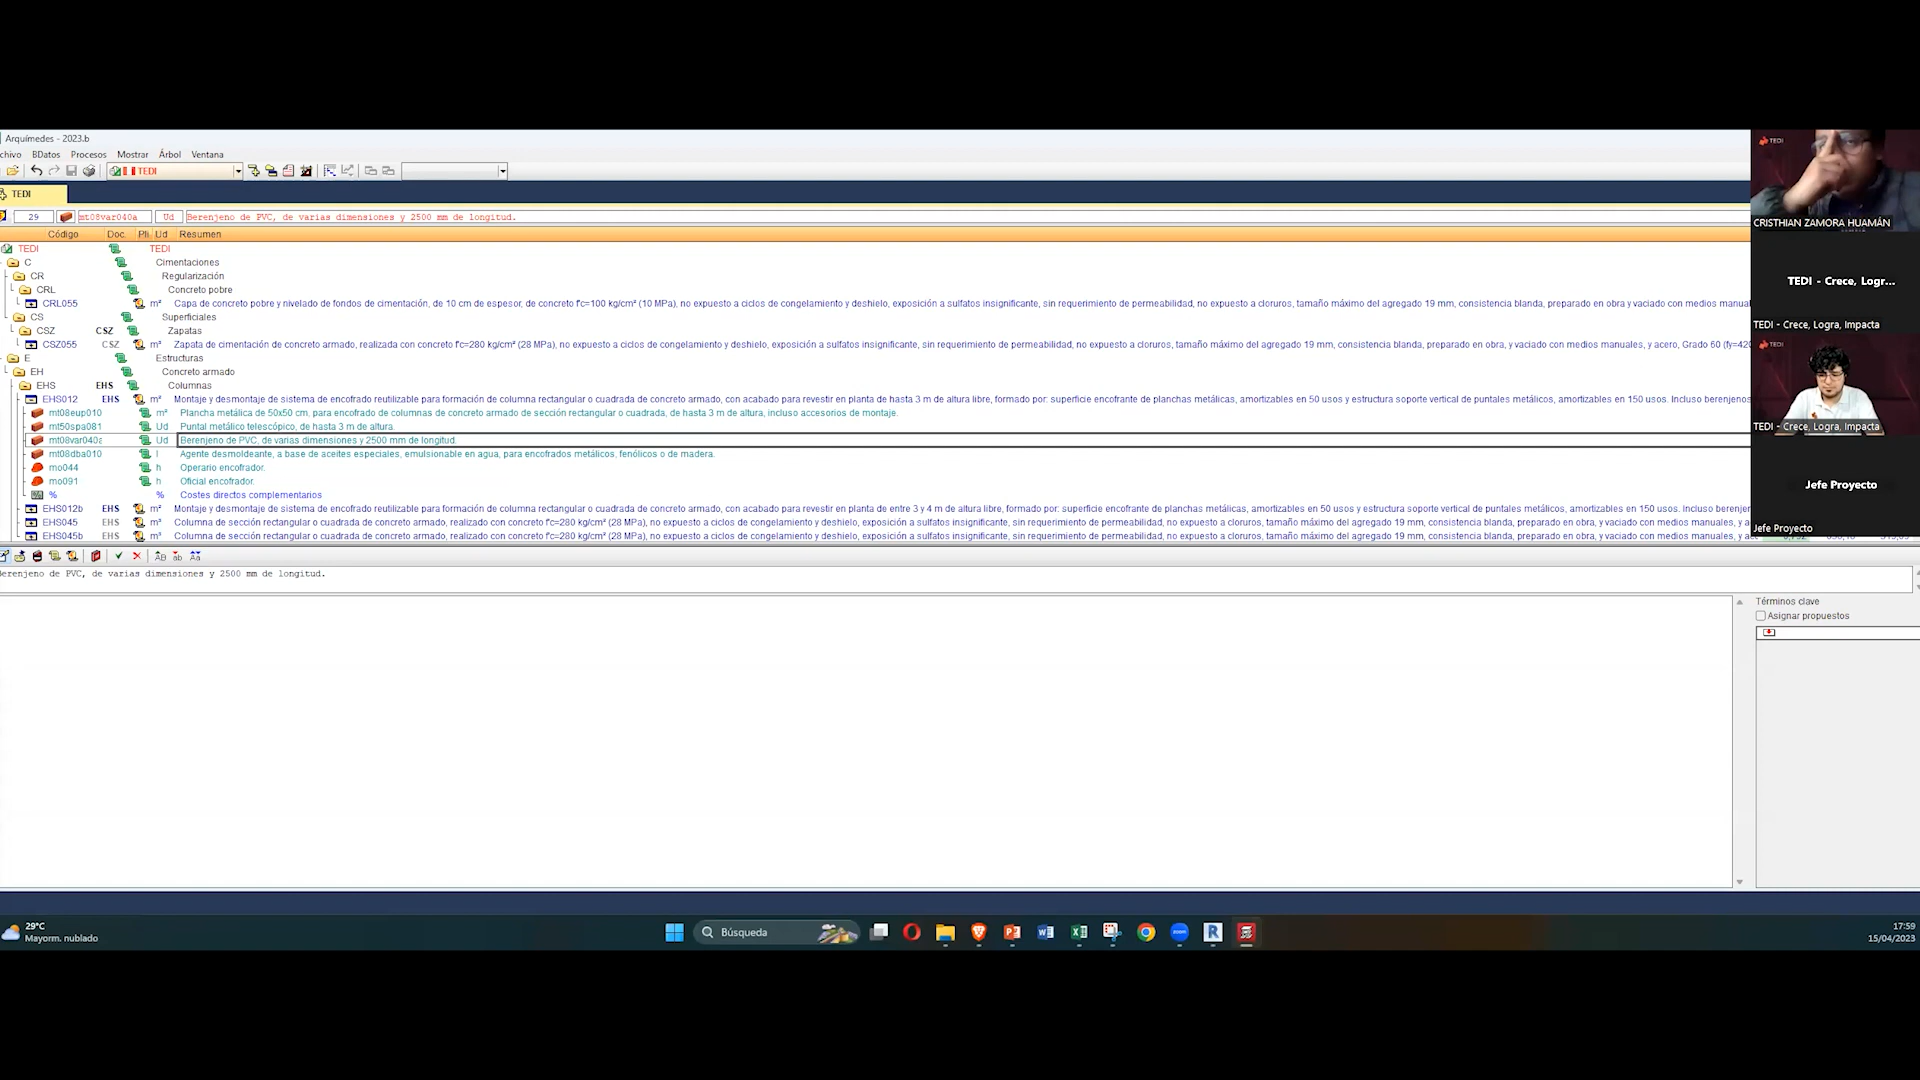 Arquímedes - 2023.b
chivo BDatos Procesos Mostrar Árbol Ventana
TEDI
TEDI
29 mt08var040a Ud Berenjeno de PVC, de varias dimensiones y 2500 mm de longitud.
Código Doc. Pli Ud Resumen
TEDI TEDI
C Cimentaciones
CR Regularización
CRL Concreto pobre
CRL055 m² Capa de concreto pobre y nivelado de fondos de cimentación, de 10 cm de espesor, de concreto f'c=100 kg/cm² (10 MPa), no expuesto a ciclos de congelamiento y deshielo, exposición a sulfatos insignificante, sin requerimiento de permeabilidad, no expuesto a cloruros, tamaño máximo del agregado 19 mm, consistencia blanda, preparado en obra y vaciado con medios manual
CS Superficiales
CSZ CSZ Zapatas
CSZ055 CSZ m³ Zapata de cimentación de concreto armado, realizada con concreto f'c=280 kg/cm² (28 MPa), no expuesto a ciclos de congelamiento y deshielo, exposición a sulfatos insignificante, sin requerimiento de permeabilidad, no expuesto a cloruros, tamaño máximo del agregado 19 mm, consistencia blanda, preparado en obra, y vaciado con medios manuales, y acero, Grado 60 (fy=420
E Estructuras
EH Concreto armado
EHS EHS Columnas
EHS012 EHS m² Montaje y desmontaje de sistema de encofrado reutilizable para formación de columna rectangular o cuadrada de concreto armado, con acabado para revestir en planta de hasta 3 m de altura libre, formado por: superficie encofrante de planchas metálicas, amortizables en 50 usos y estructura soporte vertical de puntales metálicos, amortizables en 150 usos. Incluso berenjenos
mt08eup010 m² Plancha metálica de 50x50 cm, para encofrado de columnas de concreto armado de sección rectangular o cuadrada, de hasta 3 m de altura, incluso accesorios de montaje.
mt50spa081 Ud Puntal metálico telescópico, de hasta 3 m de altura.
mt08var040a Ud Berenjeno de PVC, de varias dimensiones y 2500 mm de longitud.
mt08dba010 l Agente desmoldeante, a base de aceites especiales, emulsionable en agua, para encofrados metálicos, fenólicos o de madera.
mo044 h Operario encofrador.
mo091 h Oficial encofrador.
% % Costes directos complementarios
EHS012b EHS m² Montaje y desmontaje de sistema de encofrado reutilizable para formación de columna rectangular o cuadrada de concreto armado, con acabado para revestir en planta de entre 3 y 4 m de altura libre, formado por: superficie encofrante de planchas metálicas, amortizables en 50 usos y estructura soporte vertical de puntales metálicos, amortizables en 150 usos. Incluso berenjer
EHS045 EHS m³ Columna de sección rectangular o cuadrada de concreto armado, realizado con concreto f'c=280 kg/cm² (28 MPa), no expuesto a ciclos de congelamiento y deshielo, exposición a sulfatos insignificante, sin requerimiento de permeabilidad, no expuesto a cloruros, tamaño máximo del agregado 19 mm, consistencia blanda, preparado en obra, y vaciado con medios manuales, y a
EHS045b EHS m³ Columna de sección rectangular o cuadrada de concreto armado, realizado con concreto f'c=280 kg/cm² (28 MPa), no expuesto a ciclos de congelamiento y deshielo, exposición a sulfatos insignificante, sin requerimiento de permeabilidad, no expuesto a cloruros, tamaño máximo del agregado 19 mm, consistencia blanda, preparado en obra, y vaciado con medios manuales, y ac
erenjeno de PVC, de varias dimensiones y 2500 mm de longitud.
Términos clave
Asignar propuestos
TEDI
CRISTHIAN ZAMORA HUAMÁN
TEDI - Crece, Logr...
TEDI - Crece, Logra, Impacta
TEDI
TEDI - Crece, Logra, Impacta
Jefe Proyecto
Jefe Proyecto
29°C
Mayorm. nublado
Búsqueda
17:59
15/04/2023